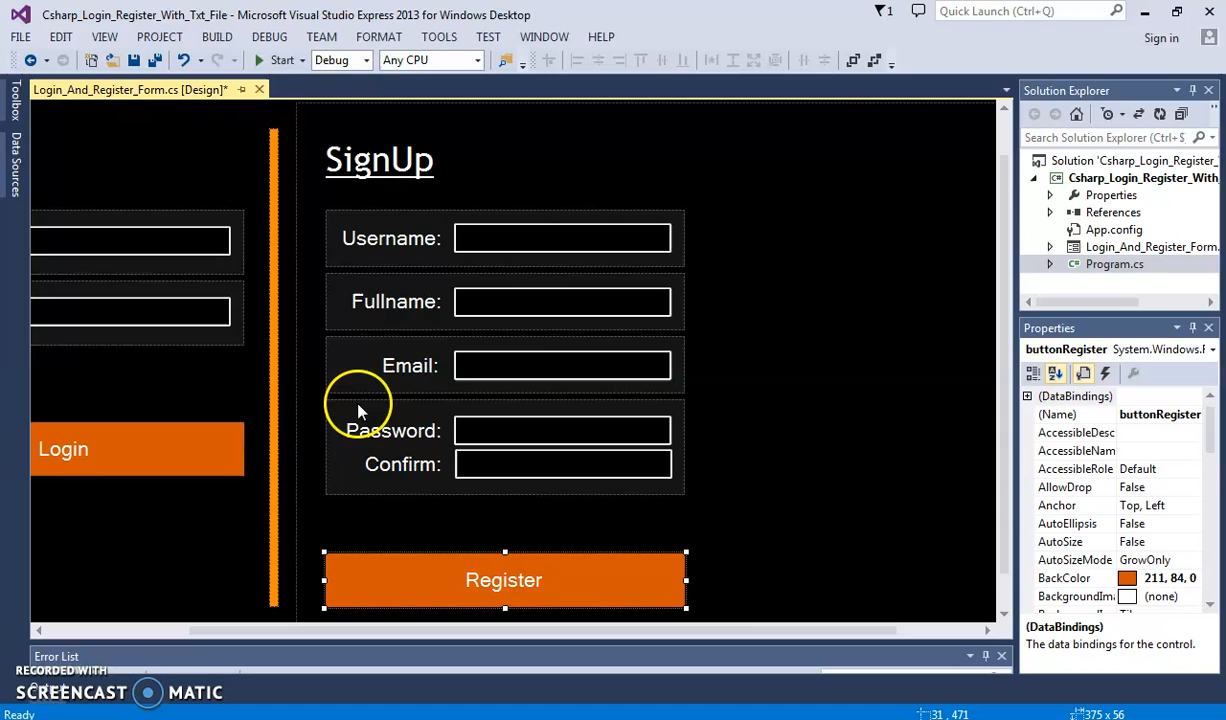 Csharp_Login_Register_With_Txt_File - Microsoft Visual Studio Express 2013 for Windows Desktop
1
Quick Launch (Ctrl+Q)
FILE EDIT VIEW PROJECT BUILD DEBUG TEAM FORMAT TOOLS TEST WINDOW HELP
Sign in
Start Debug Any CPU
Toolbox
Data Sources
Login_And_Register_Form.cs [Design]*
SignUp
Username:
Fullname:
Email:
Password:
Confirm:
Login
Register
Solution Explorer
Search Solution Explorer (Ctrl+$
Solution 'Csharp_Login_Register_
Csharp_Login_Register_With_
Properties
References
App.config
Login_And_Register_Form.
Program.cs
Properties
buttonRegister System.Windows.F
(DataBindings)
(Name) buttonRegister
AccessibleDesc
AccessibleNam
AccessibleRole Default
AllowDrop False
Anchor Top, Left
AutoEllipsis False
AutoSize False
AutoSizeMode GrowOnly
BackColor 211, 84, 0
BackgroundIma (none)
(DataBindings)
The data bindings for the control.
Error List
RECORDED WITH
SCREENCAST MATIC
Ready
31 , 471
375 x 56